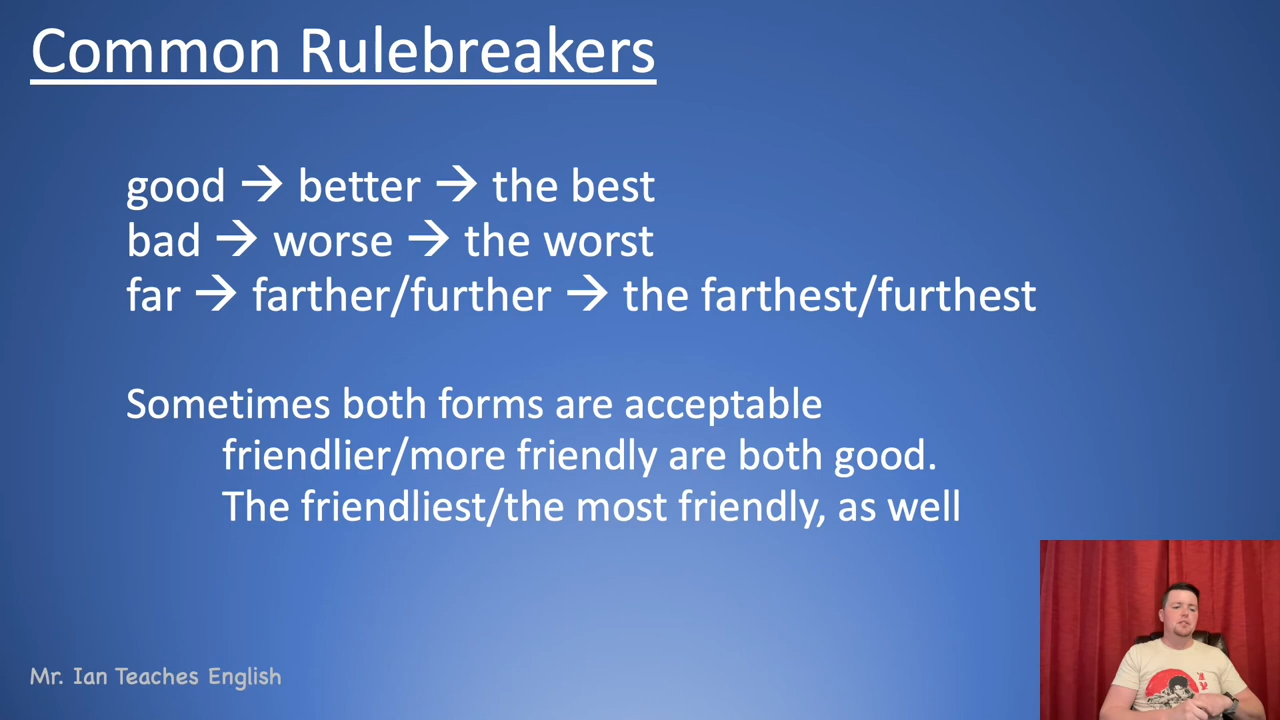 Common Rulebreakers
good → better → the best
bad → worse → the worst
far → farther/further → the farthest/furthest
Sometimes both forms are acceptable
friendlier/more friendly are both good.
The friendliest/the most friendly, as well
Mr. Ian Teaches English